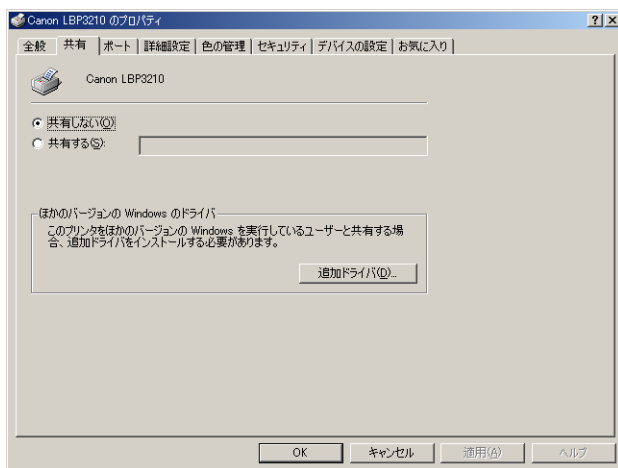 Canon LBP3210 のプロパティ
全般 共有 ポート 詳細設定 色の管理 セキュリティ デバイスの設定 お気に入り
Canon LBP3210
共有しない(O)
共有する(S):
ほかのバージョンの Windows のドライバ
このプリンタをほかのバージョンの Windows を実行しているユーザーと共有する場
合、追加ドライバをインストールする必要があります。
追加ドライバ(D)...
OK キャンセル 適用(A) ヘルプ